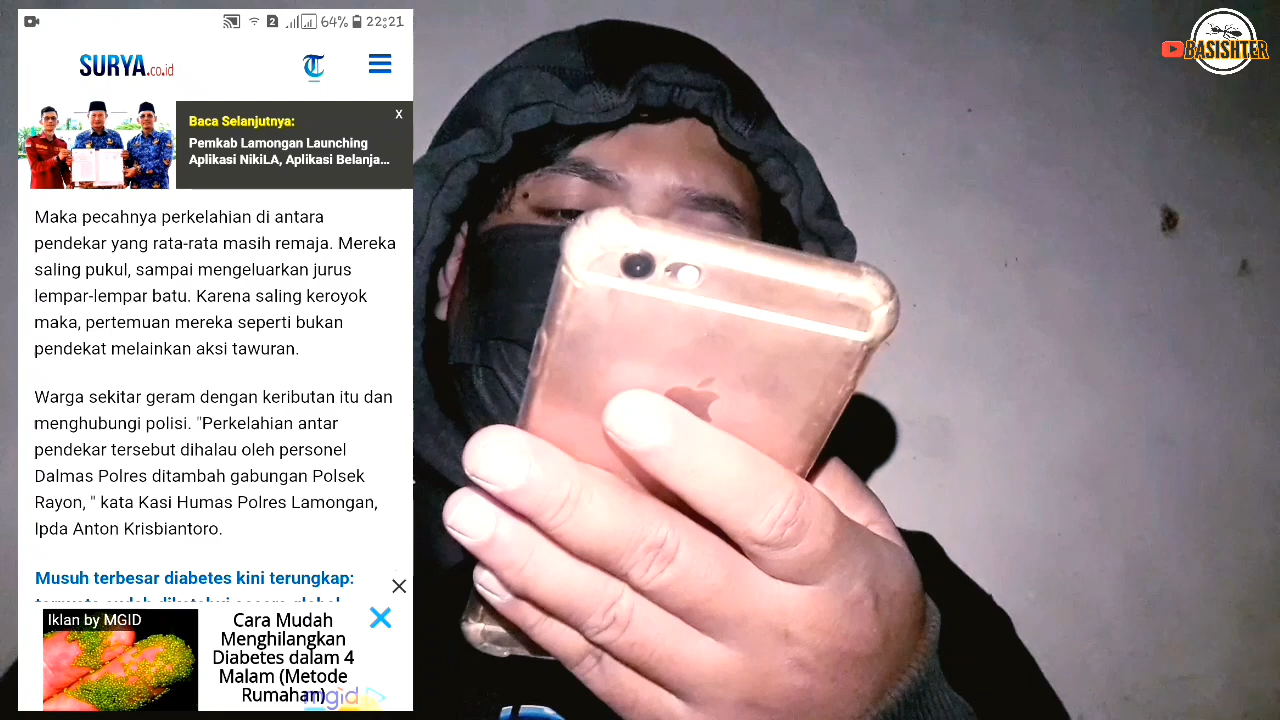 2 64% 22:21
SURYA.co.id
Baca Selanjutnya:
X
Pemkab Lamongan Launching
Aplikasi NikiLA, Aplikasi Belanja...
Maka pecahnya perkelahian di antara
pendekar yang rata-rata masih remaja. Mereka
saling pukul, sampai mengeluarkan jurus
lempar-lempar batu. Karena saling keroyok
maka, pertemuan mereka seperti bukan
pendekat melainkan aksi tawuran.
Warga sekitar geram dengan keributan itu dan
menghubungi polisi. "Perkelahian antar
pendekar tersebut dihalau oleh personel
Dalmas Polres ditambah gabungan Polsek
Rayon, " kata Kasi Humas Polres Lamongan,
Ipda Anton Krisbiantoro.
Musuh terbesar diabetes kini terungkap:
Iklan by MGID
Cara Mudah
Menghilangkan
Diabetes dalam 4
Malam (Metode
Rumahan)
mgid
BASISHTER